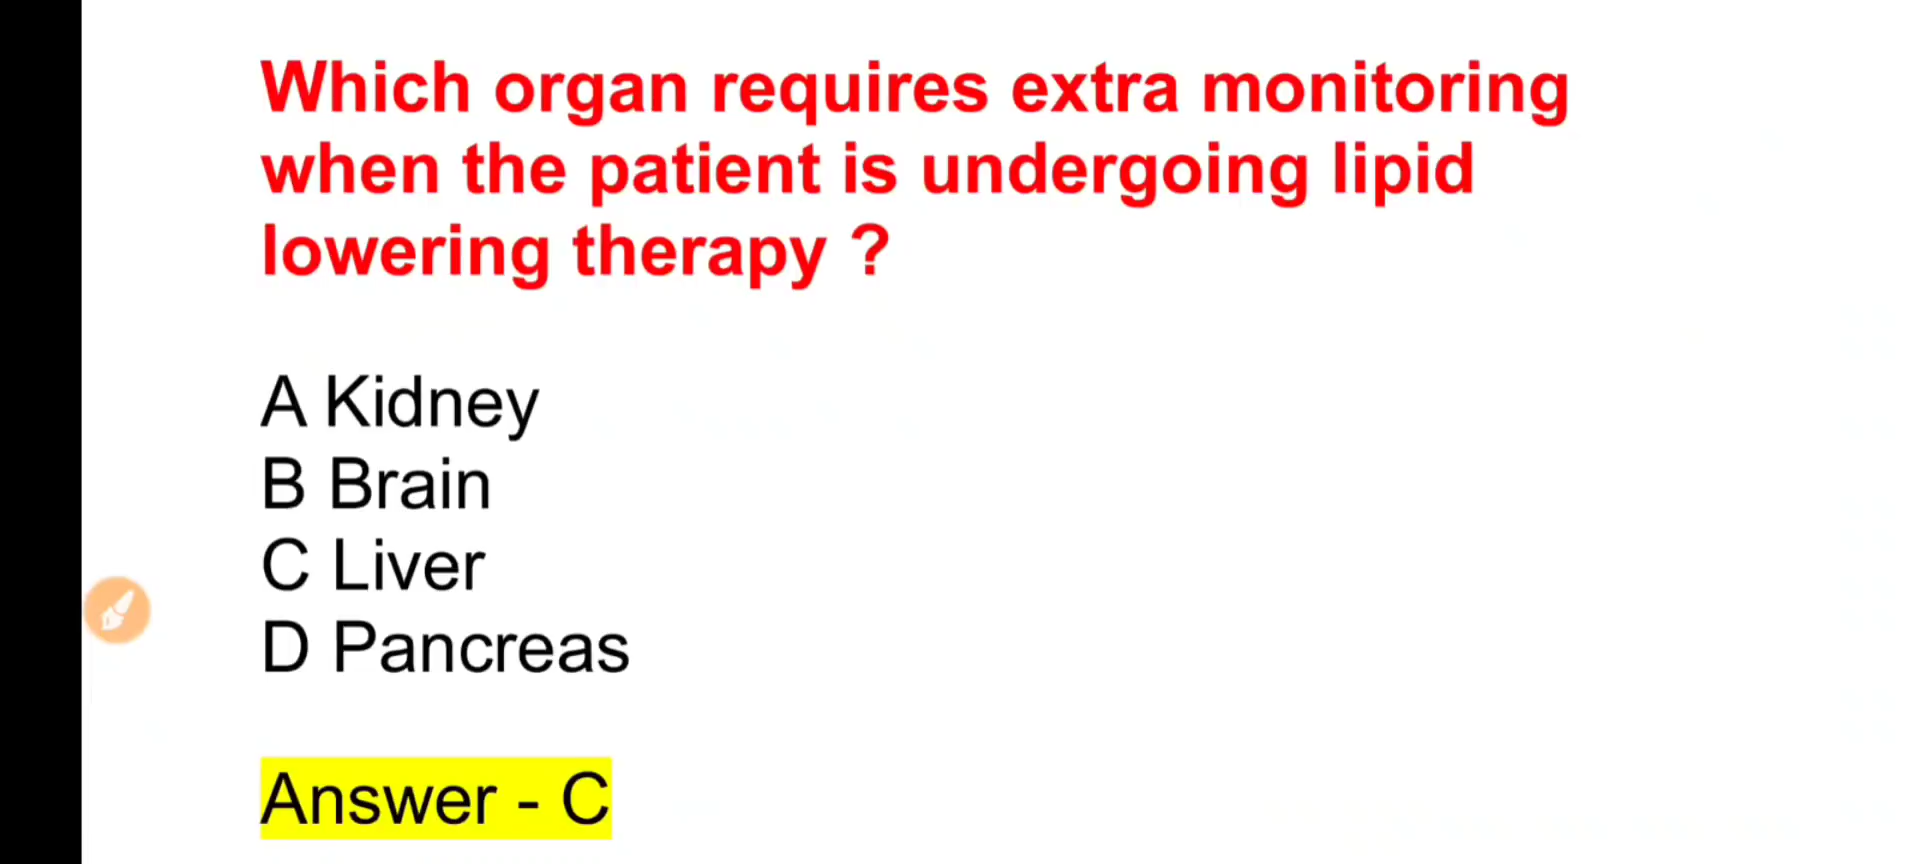 Which organ requires extra monitoring
when the patient is undergoing lipid
lowering therapy ?
A Kidney
B Brain
C Liver
D Pancreas
Answer - C